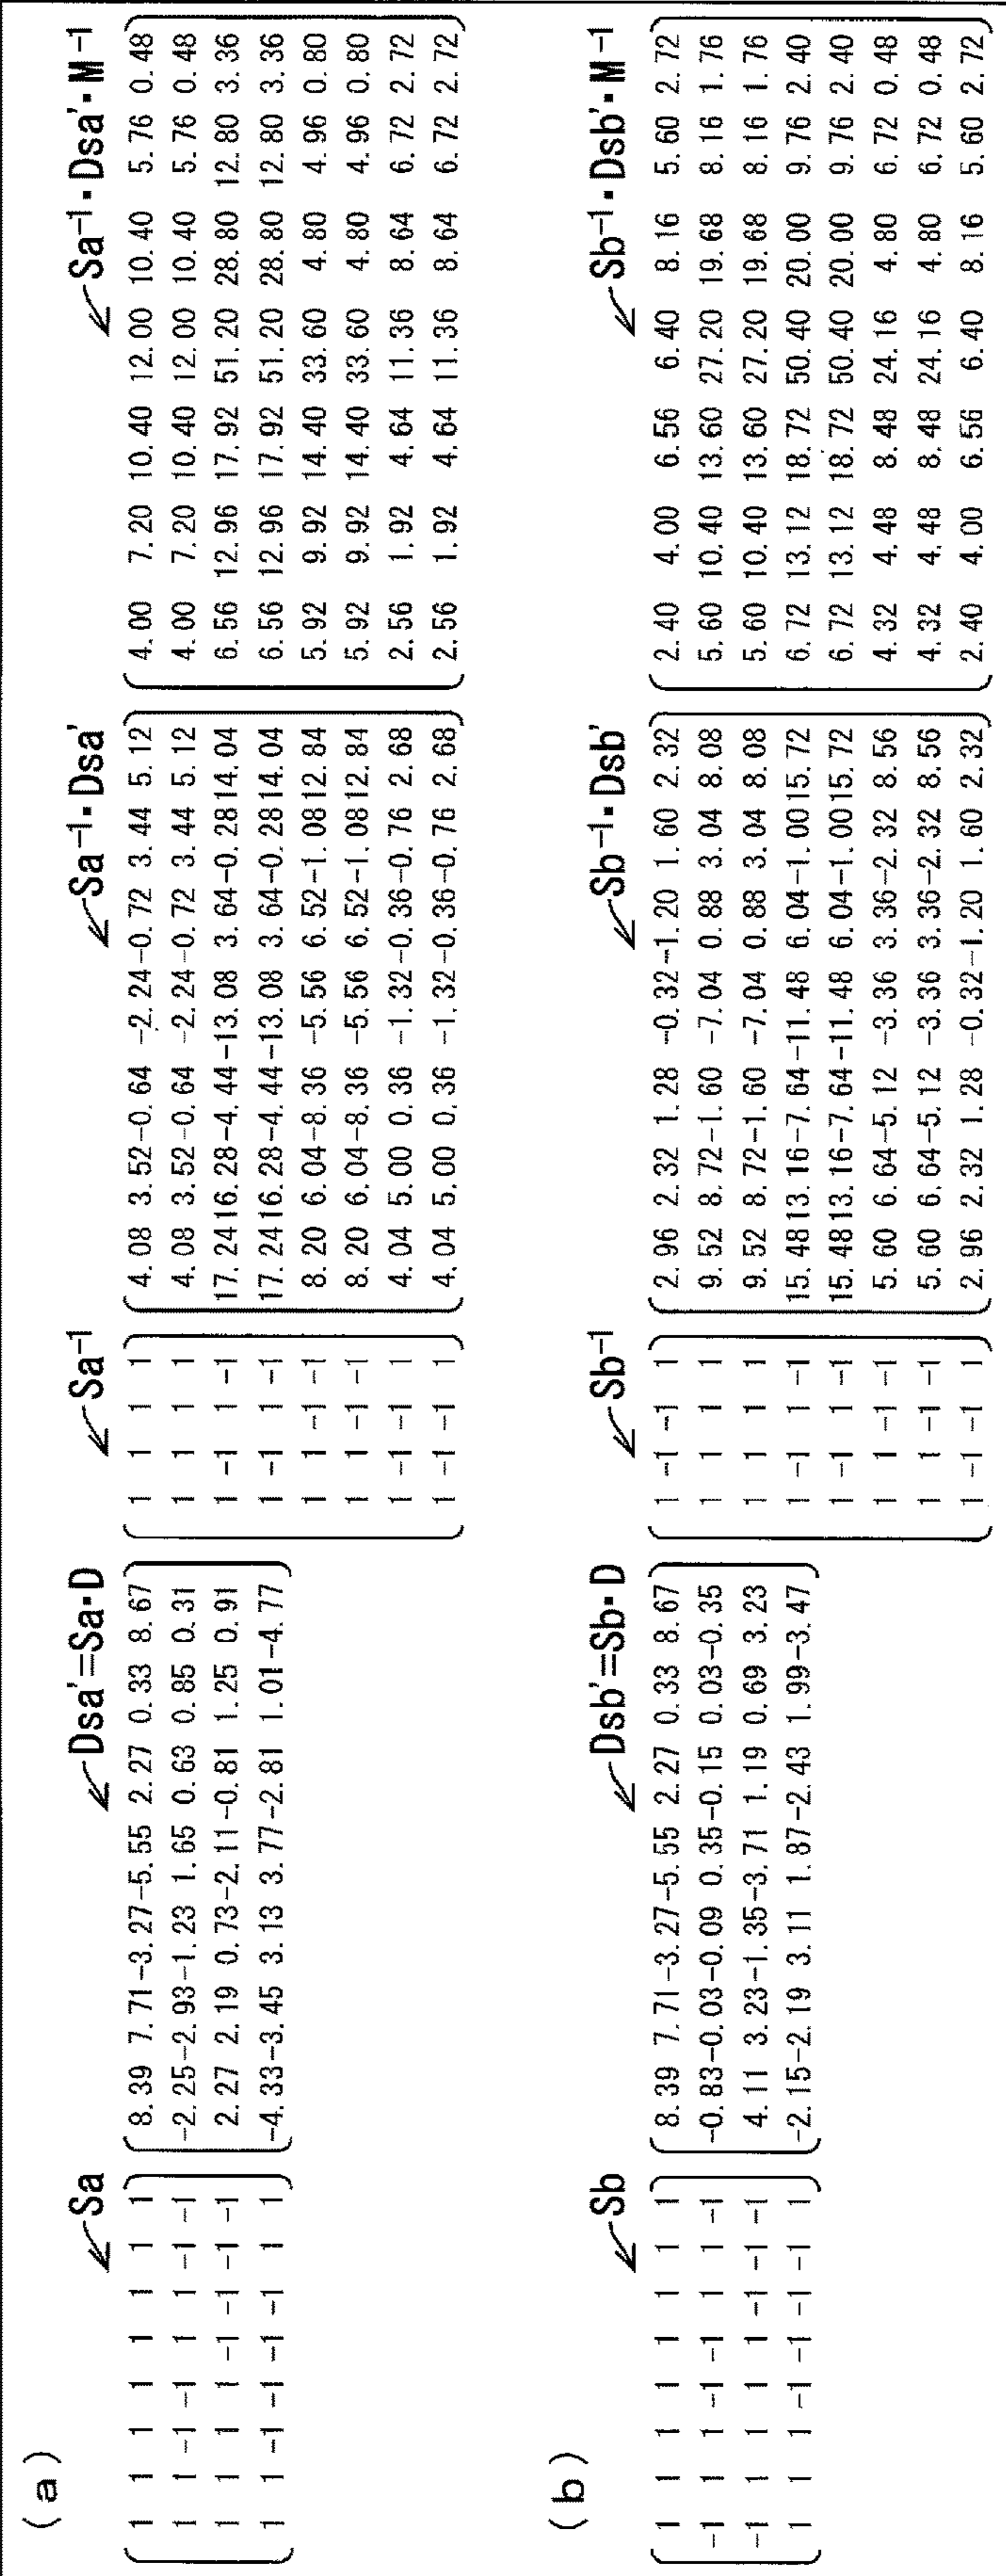 (a)
Sa
1 1 1 1 1 1 1 1
1 1 -1 -1 1 1 -1 -1
1 1 1 1 -1 -1 -1 -1
1 1 -1 -1 -1 -1 1 1
Dsa'=Sa·D
8.39 7.71 -3.27 -5.55 2.27 0.33 8.67
-2.25 -2.93 -1.23 1.65 0.63 0.85 0.31
2.27 2.19 0.73 -2.11 -0.81 1.25 0.91
-4.33 -3.45 3.13 3.77 -2.81 1.01 -4.77
Sa⁻¹
1 1 1 1
1 1 1 1
1 -1 1 -1
1 -1 1 -1
1 1 -1 -1
1 1 -1 -1
1 -1 -1 1
1 -1 -1 1
Sa⁻¹·Dsa'
4.08 3.52 -0.64 -2.24 -0.72 3.44 5.12
4.08 3.52 -0.64 -2.24 -0.72 3.44 5.12
17.24 16.28 -4.44 -13.08 3.64 -0.28 14.04
17.24 16.28 -4.44 -13.08 3.64 -0.28 14.04
8.20 6.04 -8.36 -5.56 6.52 -1.08 12.84
8.20 6.04 -8.36 -5.56 6.52 -1.08 12.84
4.04 5.00 0.36 -1.32 -0.36 -0.76 2.68
4.04 5.00 0.36 -1.32 -0.36 -0.76 2.68
Sa⁻¹·Dsa'·M⁻¹
4.00 7.20 10.40 12.00 10.40 5.76 0.48
4.00 7.20 10.40 12.00 10.40 5.76 0.48
6.56 12.96 17.92 51.20 28.80 12.80 3.36
6.56 12.96 17.92 51.20 28.80 12.80 3.36
5.92 9.92 14.40 33.60 4.80 4.96 0.80
5.92 9.92 14.40 33.60 4.80 4.96 0.80
2.56 1.92 4.64 11.36 8.64 6.72 2.72
2.56 1.92 4.64 11.36 8.64 6.72 2.72
(b)
Sb
1 1 1 1 1 1 1 1
-1 1 1 -1 -1 1 1 -1
-1 1 1 1 1 -1 -1 -1
1 1 1 -1 -1 -1 -1 1
Dsb'=Sb·D
8.39 7.71 -3.27 -5.55 2.27 0.33 8.67
-0.83 -0.03 -0.09 0.35 -0.15 0.03 -0.35
4.11 3.23 -1.35 -3.71 1.19 0.69 3.23
-2.15 -2.19 3.11 1.87 -2.43 1.99 -3.47
Sb⁻¹
1 -1 -1 1
1 1 1 1
1 1 1 1
1 -1 1 -1
1 -1 1 -1
1 1 -1 -1
1 1 -1 -1
1 -1 -1 1
Sb⁻¹·Dsb'
2.96 2.32 1.28 -0.32 -1.20 1.60 2.32
9.52 8.72 -1.60 -7.04 0.88 3.04 8.08
9.52 8.72 -1.60 -7.04 0.88 3.04 8.08
15.48 13.16 -7.64 -11.48 6.04 -1.00 15.72
15.48 13.16 -7.64 -11.48 6.04 -1.00 15.72
5.60 6.64 -5.12 -3.36 3.36 -2.32 8.56
5.60 6.64 -5.12 -3.36 3.36 -2.32 8.56
2.96 2.32 1.28 -0.32 -1.20 1.60 2.32
Sb⁻¹·Dsb'·M⁻¹
2.40 4.00 6.56 6.40 8.16 5.60 2.72
5.60 10.40 13.60 27.20 19.68 8.16 1.76
5.60 10.40 13.60 27.20 19.68 8.16 1.76
6.72 13.12 18.72 50.40 20.00 9.76 2.40
6.72 13.12 18.72 50.40 20.00 9.76 2.40
4.32 4.48 8.48 24.16 4.80 6.72 0.48
4.32 4.48 8.48 24.16 4.80 6.72 0.48
2.40 4.00 6.56 6.40 8.16 5.60 2.72